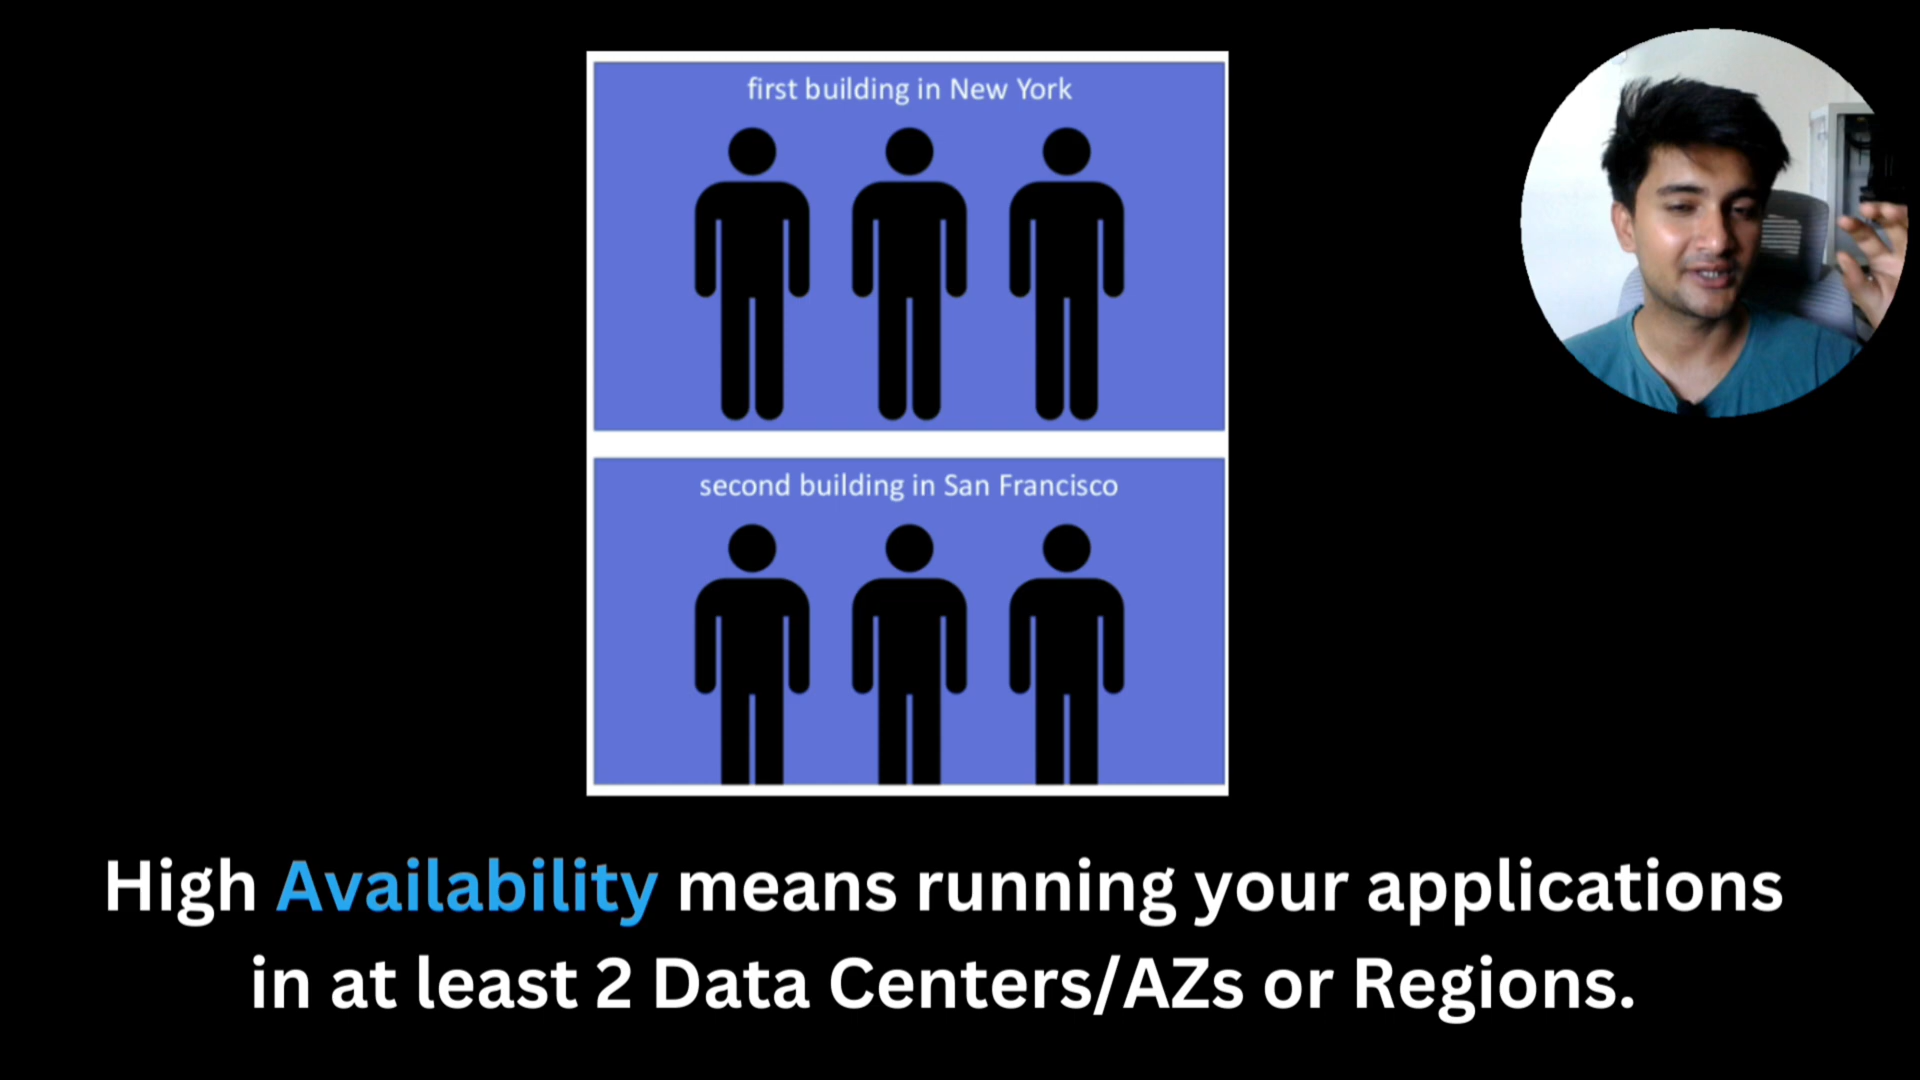 first building in New York
second building in San Francisco
High Availability means running your applications
in at least 2 Data Centers/AZs or Regions.